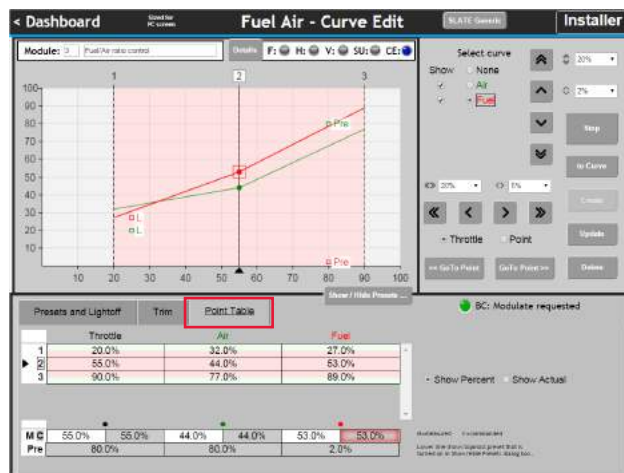 < Dashboard
Sized for
PC screen
Fuel Air - Curve Edit
SLATE Generic
Installer
Module: 3 Fuel/Air ratio control
Details
F: H: V: SU: CE:
1 2 3
100
90
80
70
60
50
40
30
20
10
Pre
L
L
Pre
10 20 30 40 50 60 70 80 90 100
Show / Hide Presets ...
Select curve
Show
None
Air
Fuel
20%
2%
Stop
to Curve
Create
20%
Throttle
Point
Update
<< GoTo Point
GoTo Point >>
Delete
Presets and Lightoff
Trim
Point Table
BC: Modulate requested
Throttle Air Fuel
1 20.0% 32.0% 27.0%
2 55.0% 44.0% 53.0%
3 90.0% 77.0% 89.0%
Show Percent
Show Actual
M C 55.0% 55.0% 44.0% 44.0% 53.0% 53.0%
Pre 80.0% 80.0% 2.0%